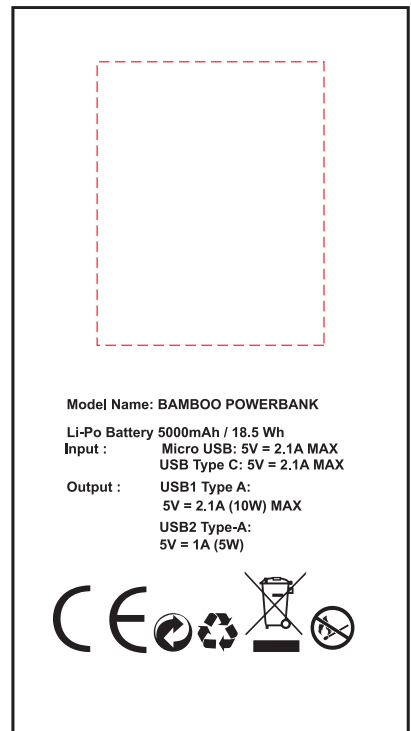 Model Name: BAMBOO POWERBANK
Li-Po Battery 5000mAh / 18.5 Wh
Input : Micro USB: 5V = 2.1A MAX
USB Type C: 5V = 2.1A MAX
Output : USB1 Type A:
5V = 2.1A (10W) MAX
USB2 Type-A:
5V = 1A (5W)
CE